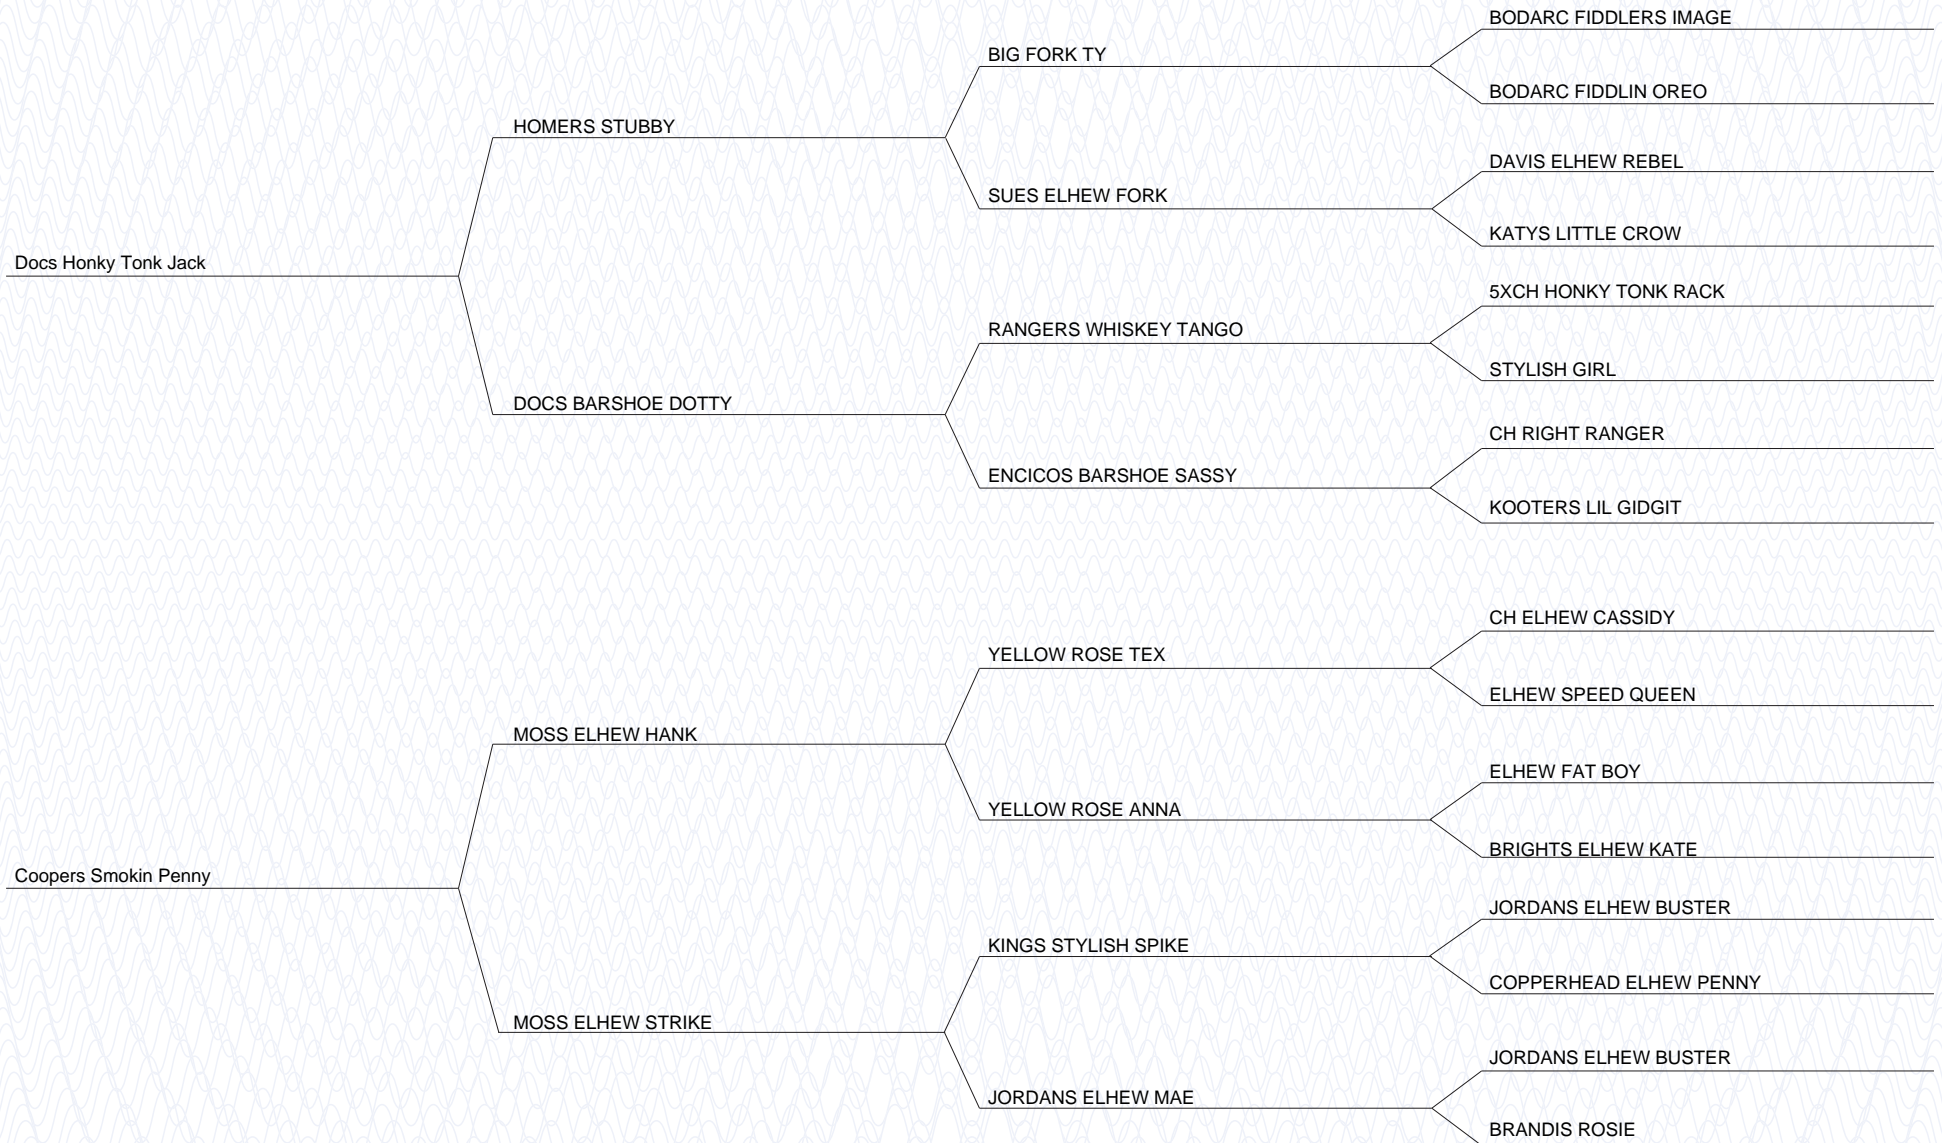 BODARC FIDDLERS IMAGE
BIG FORK TY
BODARC FIDDLIN OREO
HOMERS STUBBY
DAVIS ELHEW REBEL
SUES ELHEW FORK
KATYS LITTLE CROW
Docs Honky Tonk Jack
5XCH HONKY TONK RACK
RANGERS WHISKEY TANGO
STYLISH GIRL
DOCS BARSHOE DOTTY
CH RIGHT RANGER
ENCICOS BARSHOE SASSY
KOOTERS LIL GIDGIT
CH ELHEW CASSIDY
YELLOW ROSE TEX
ELHEW SPEED QUEEN
MOSS ELHEW HANK
ELHEW FAT BOY
YELLOW ROSE ANNA
BRIGHTS ELHEW KATE
Coopers Smokin Penny
JORDANS ELHEW BUSTER
KINGS STYLISH SPIKE
COPPERHEAD ELHEW PENNY
MOSS ELHEW STRIKE
JORDANS ELHEW BUSTER
JORDANS ELHEW MAE
BRANDIS ROSIE